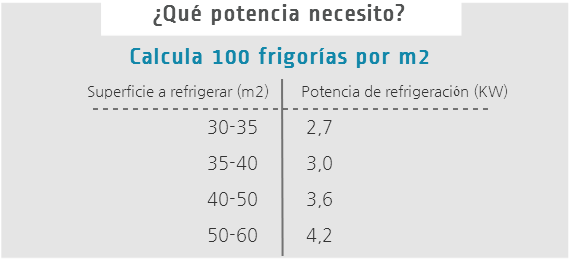 ¿Qué potencia necesito?
Calcula 100 frigorías por m2
Superficie a refrigerar (m2) Potencia de refrigeración (KW)
30-35 2,7
35-40 3,0
40-50 3,6
50-60 4,2